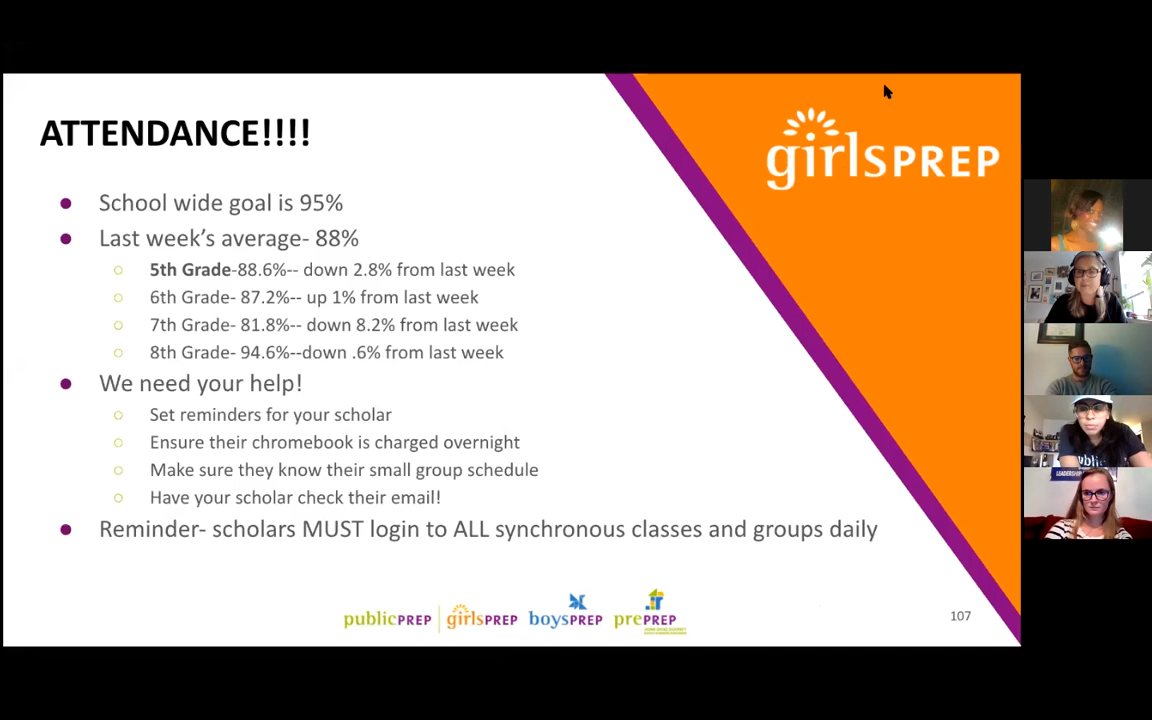 ATTENDANCE!!!!
girlsPREP
School wide goal is 95%
Last week's average- 88%
5th Grade-88.6%-- down 2.8% from last week
6th Grade- 87.2%-- up 1% from last week
7th Grade- 81.8%-- down 8.2% from last week
8th Grade- 94.6%--down .6% from last week
We need your help!
Set reminders for your scholar
Ensure their chromebook is charged overnight
Make sure they know their small group schedule
Have your scholar check their email!
Reminder- scholars MUST login to ALL synchronous classes and groups daily
publicPREP girlsPREP boysPREP prePREP
107
public
LEADERSHIP